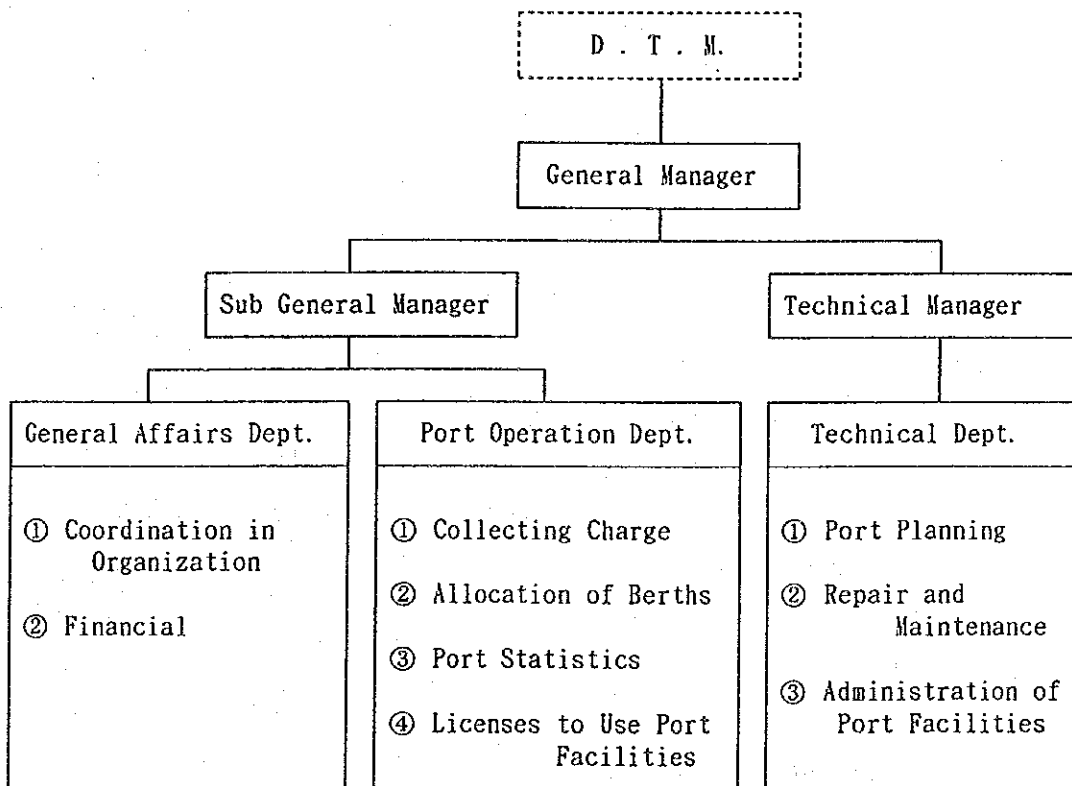 D . T . M.
General Manager
Sub General Manager
Technical Manager
General Affairs Dept.
① Coordination in
Organization
② Financial
Port Operation Dept.
① Collecting Charge
② Allocation of Berths
③ Port Statistics
④ Licenses to Use Port
Facilities
Technical Dept.
① Port Planning
② Repair and
Maintenance
③ Administration of
Port Facilities